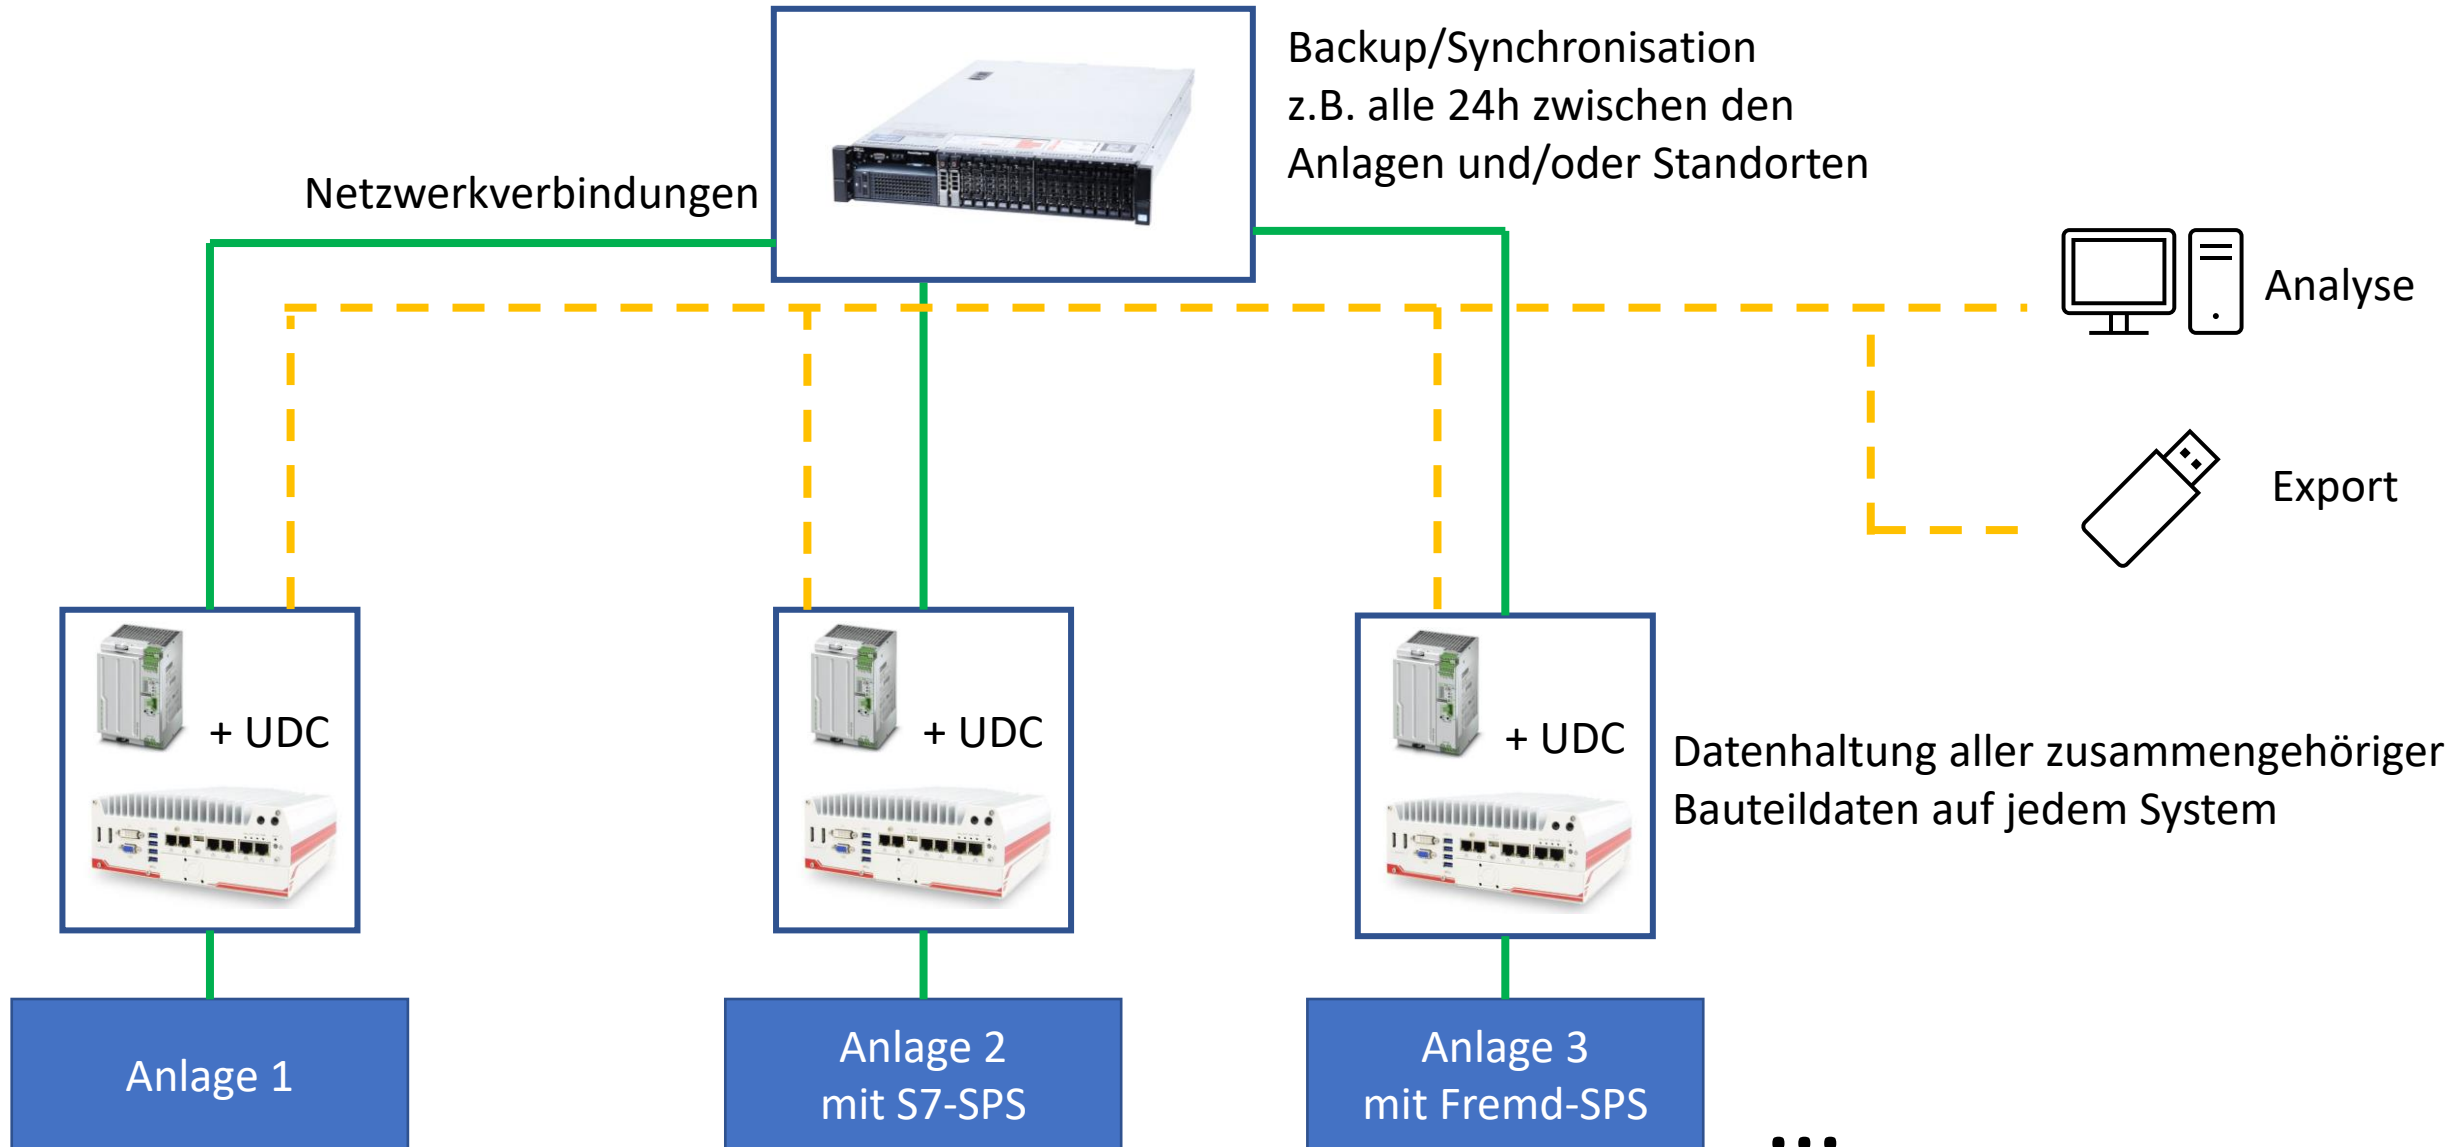 Backup/Synchronisation
z.B. alle 24h zwischen den
Anlagen und/oder Standorten
Netzwerkverbindungen
Analyse
Export
+ UDC
+ UDC
+ UDC
Datenhaltung aller zusammengehöriger
Bauteildaten auf jedem System
Anlage 1
Anlage 2
mit S7-SPS
Anlage 3
mit Fremd-SPS
...